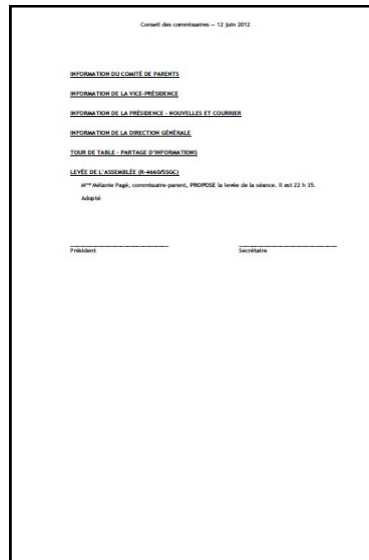 Conseil des commissaires — 12 juin 2012
INFORMATION DU COMITÉ DE PARENTS
INFORMATION DE LA VICE-PRÉSIDENCE
INFORMATION DE LA PRÉSIDENCE - NOUVELLES ET COURRIER
INFORMATION DE LA DIRECTION GÉNÉRALE
TOUR DE TABLE - PARTAGE D'INFORMATIONS
LEVÉE DE L'ASSEMBLÉE (R-4660/SSGC)
Mme Mélanie Pagé, commissaire-parent, PROPOSE la levée de la séance. Il est 22 h 35.
Adopté
Président Secrétaire